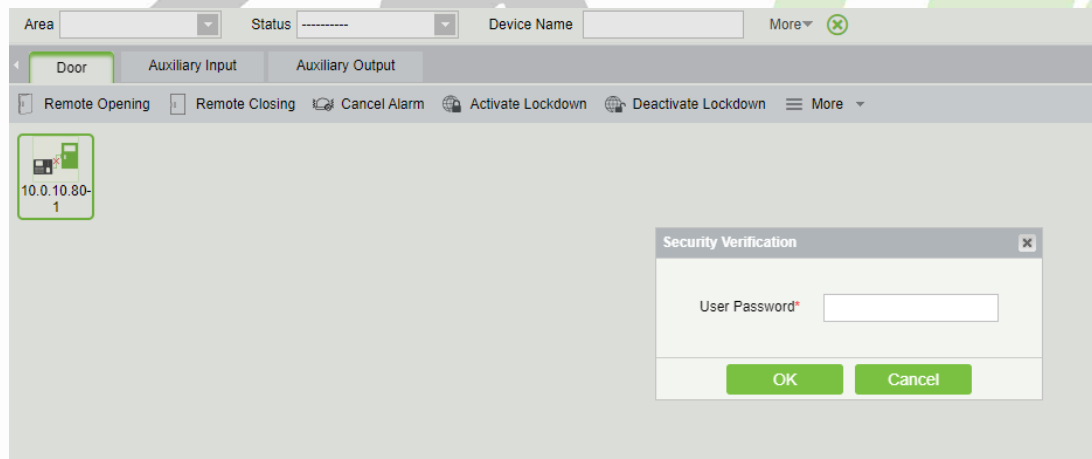 Area Status ---------- Device Name More
Door Auxiliary Input Auxiliary Output
Remote Opening Remote Closing Cancel Alarm Activate Lockdown Deactivate Lockdown More
10.0.10.80-
1
Security Verification
User Password*
OK Cancel